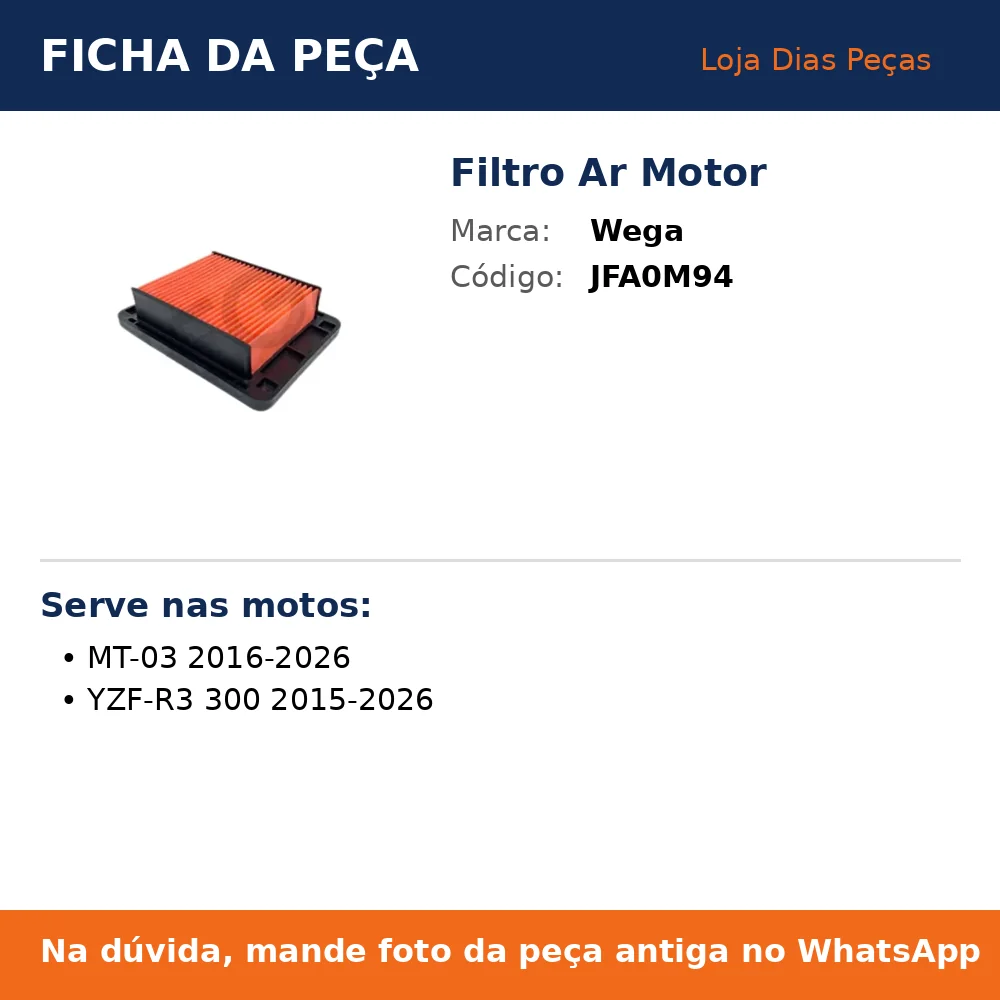 FICHA DA PEÇA
Loja Dias Peças
Filtro Ar Motor
Marca: Wega
Código: JFA0M94
Serve nas motos:
• MT-03 2016-2026
• YZF-R3 300 2015-2026
Na dúvida, mande foto da peça antiga no WhatsApp